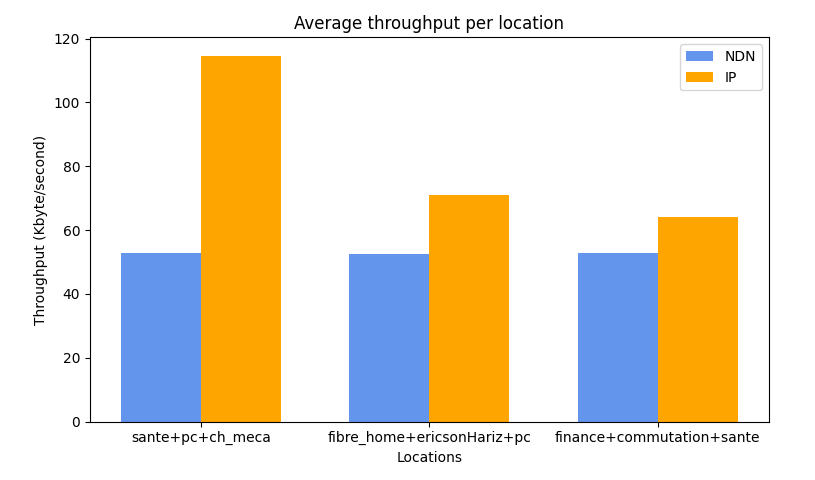 Average throughput per location
NDN
IP
Throughput (Kbyte/second)
120
100
80
60
40
20
0
sante+pc+ch_meca
fibre_home+ericsonHariz+pc
finance+commutation+sante
Locations